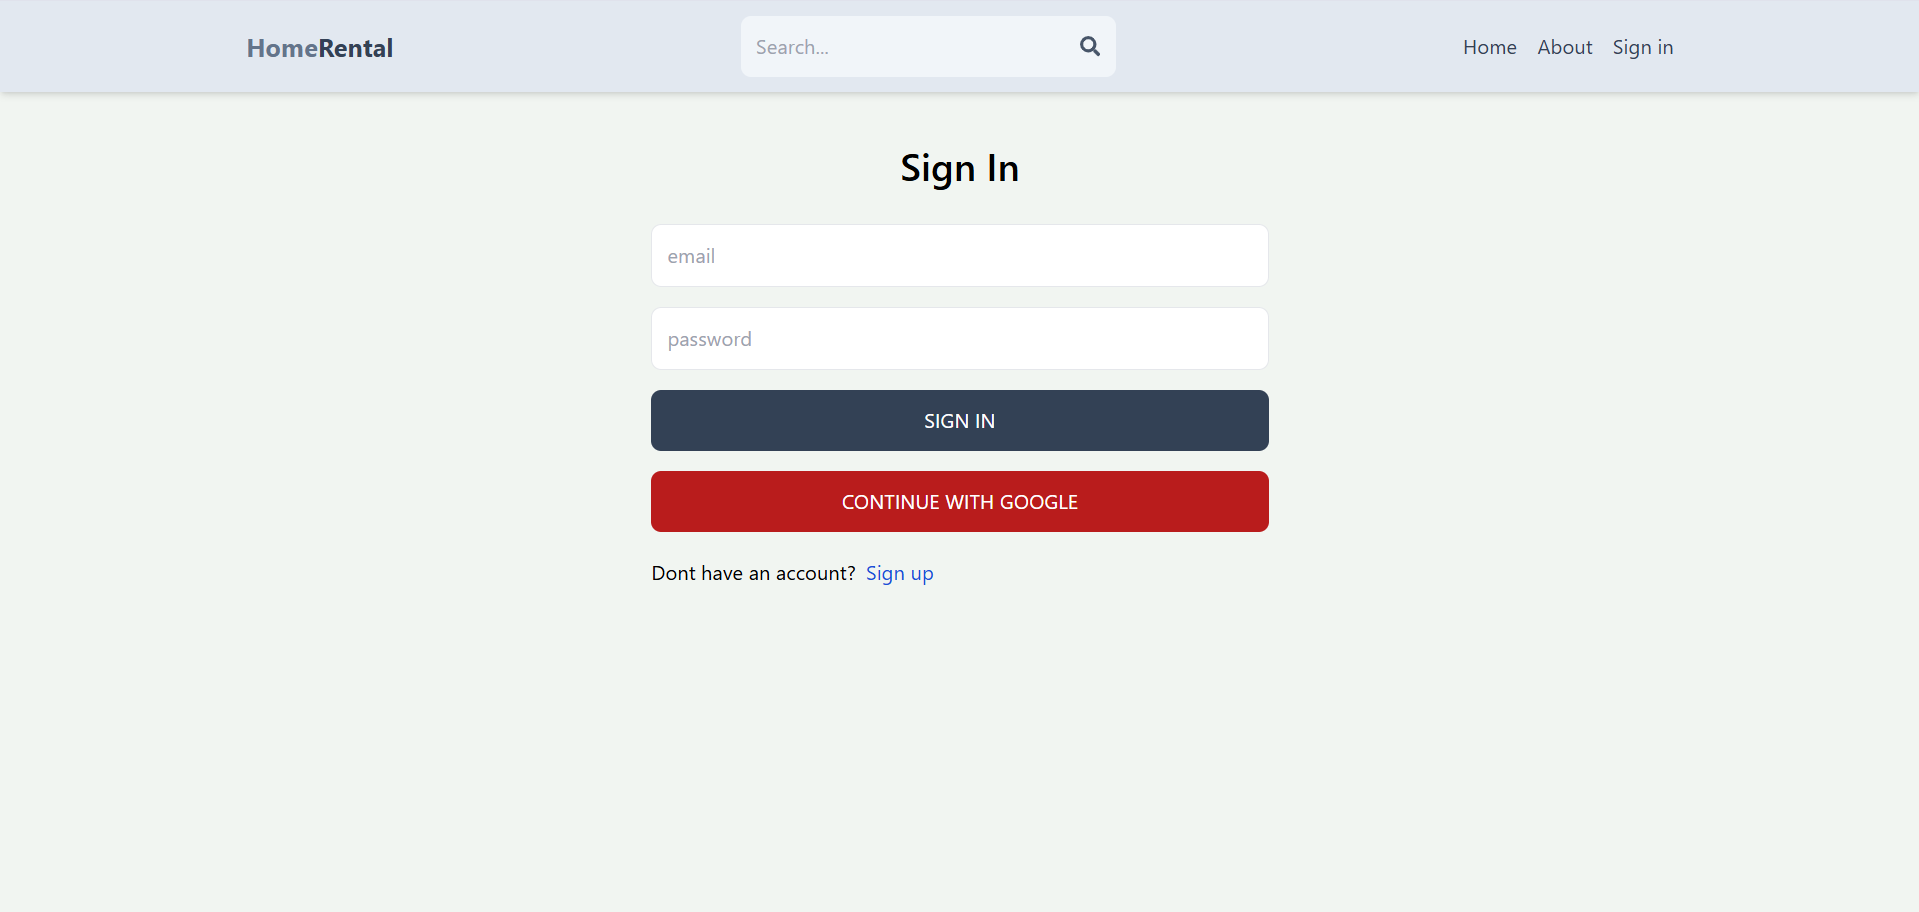 HomeRental
Search...
Home About Sign in
Sign In
email
password
SIGN IN
CONTINUE WITH GOOGLE
Dont have an account? Sign up